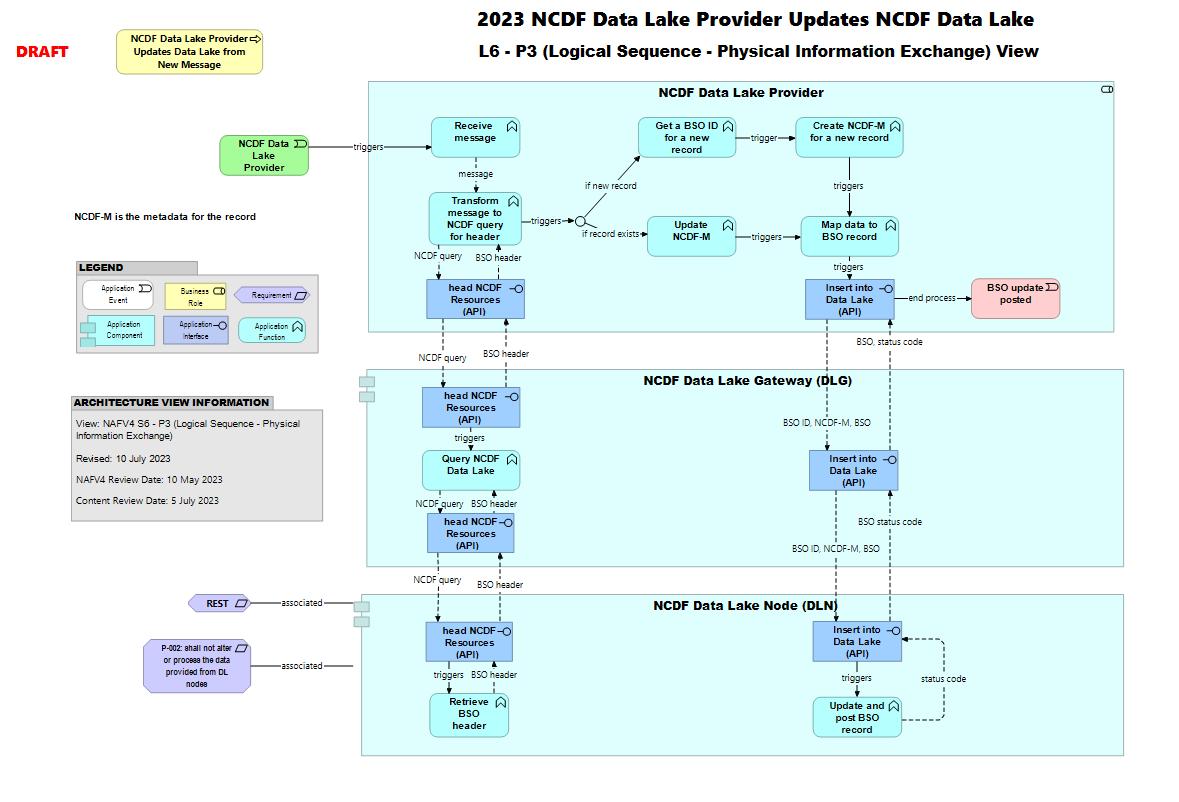 2023 NCDF Data Lake Provider Updates NCDF Data Lake
L6 - P3 (Logical Sequence - Physical Information Exchange) View
DRAFT
NCDF Data Lake Provider
Updates Data Lake from
New Message
NCDF Data Lake Provider
NCDF Data
Lake
Provider
triggers
Receive
message
message
Transform
message to
NCDF query
for header
triggers
if new record
if record exists
Get a BSO ID
for a new
record
trigger
Create NCDF-M
for a new record
triggers
Update
NCDF-M
triggers
Map data to
BSO record
triggers
NCDF query
BSO header
head NCDF
Resources
(API)
Insert into
Data Lake
(API)
end process
BSO update
posted
NCDF-M is the metadata for the record
LEGEND
Application
Event
Business
Role
Requirement
Application
Component
Application
Interface
Application
Function
NCDF query
BSO header
BSO, status code
NCDF Data Lake Gateway (DLG)
head NCDF
Resources
(API)
triggers
Query NCDF
Data Lake
NCDF query
BSO header
head NCDF
Resources
(API)
BSO ID, NCDF-M, BSO
Insert into
Data Lake
(API)
BSO status code
BSO ID, NCDF-M, BSO
ARCHITECTURE VIEW INFORMATION
View: NAFV4 S6 - P3 (Logical Sequence - Physical
Information Exchange)
Revised: 10 July 2023
NAFV4 Review Date: 10 May 2023
Content Review Date: 5 July 2023
NCDF query
BSO header
REST
associated
P-002: shall not alter
or process the data
provided from DL
nodes
associated
NCDF Data Lake Node (DLN)
head NCDF
Resources
(API)
triggers
BSO header
Retrieve
BSO
header
Insert into
Data Lake
(API)
triggers
status code
Update and
post BSO
record